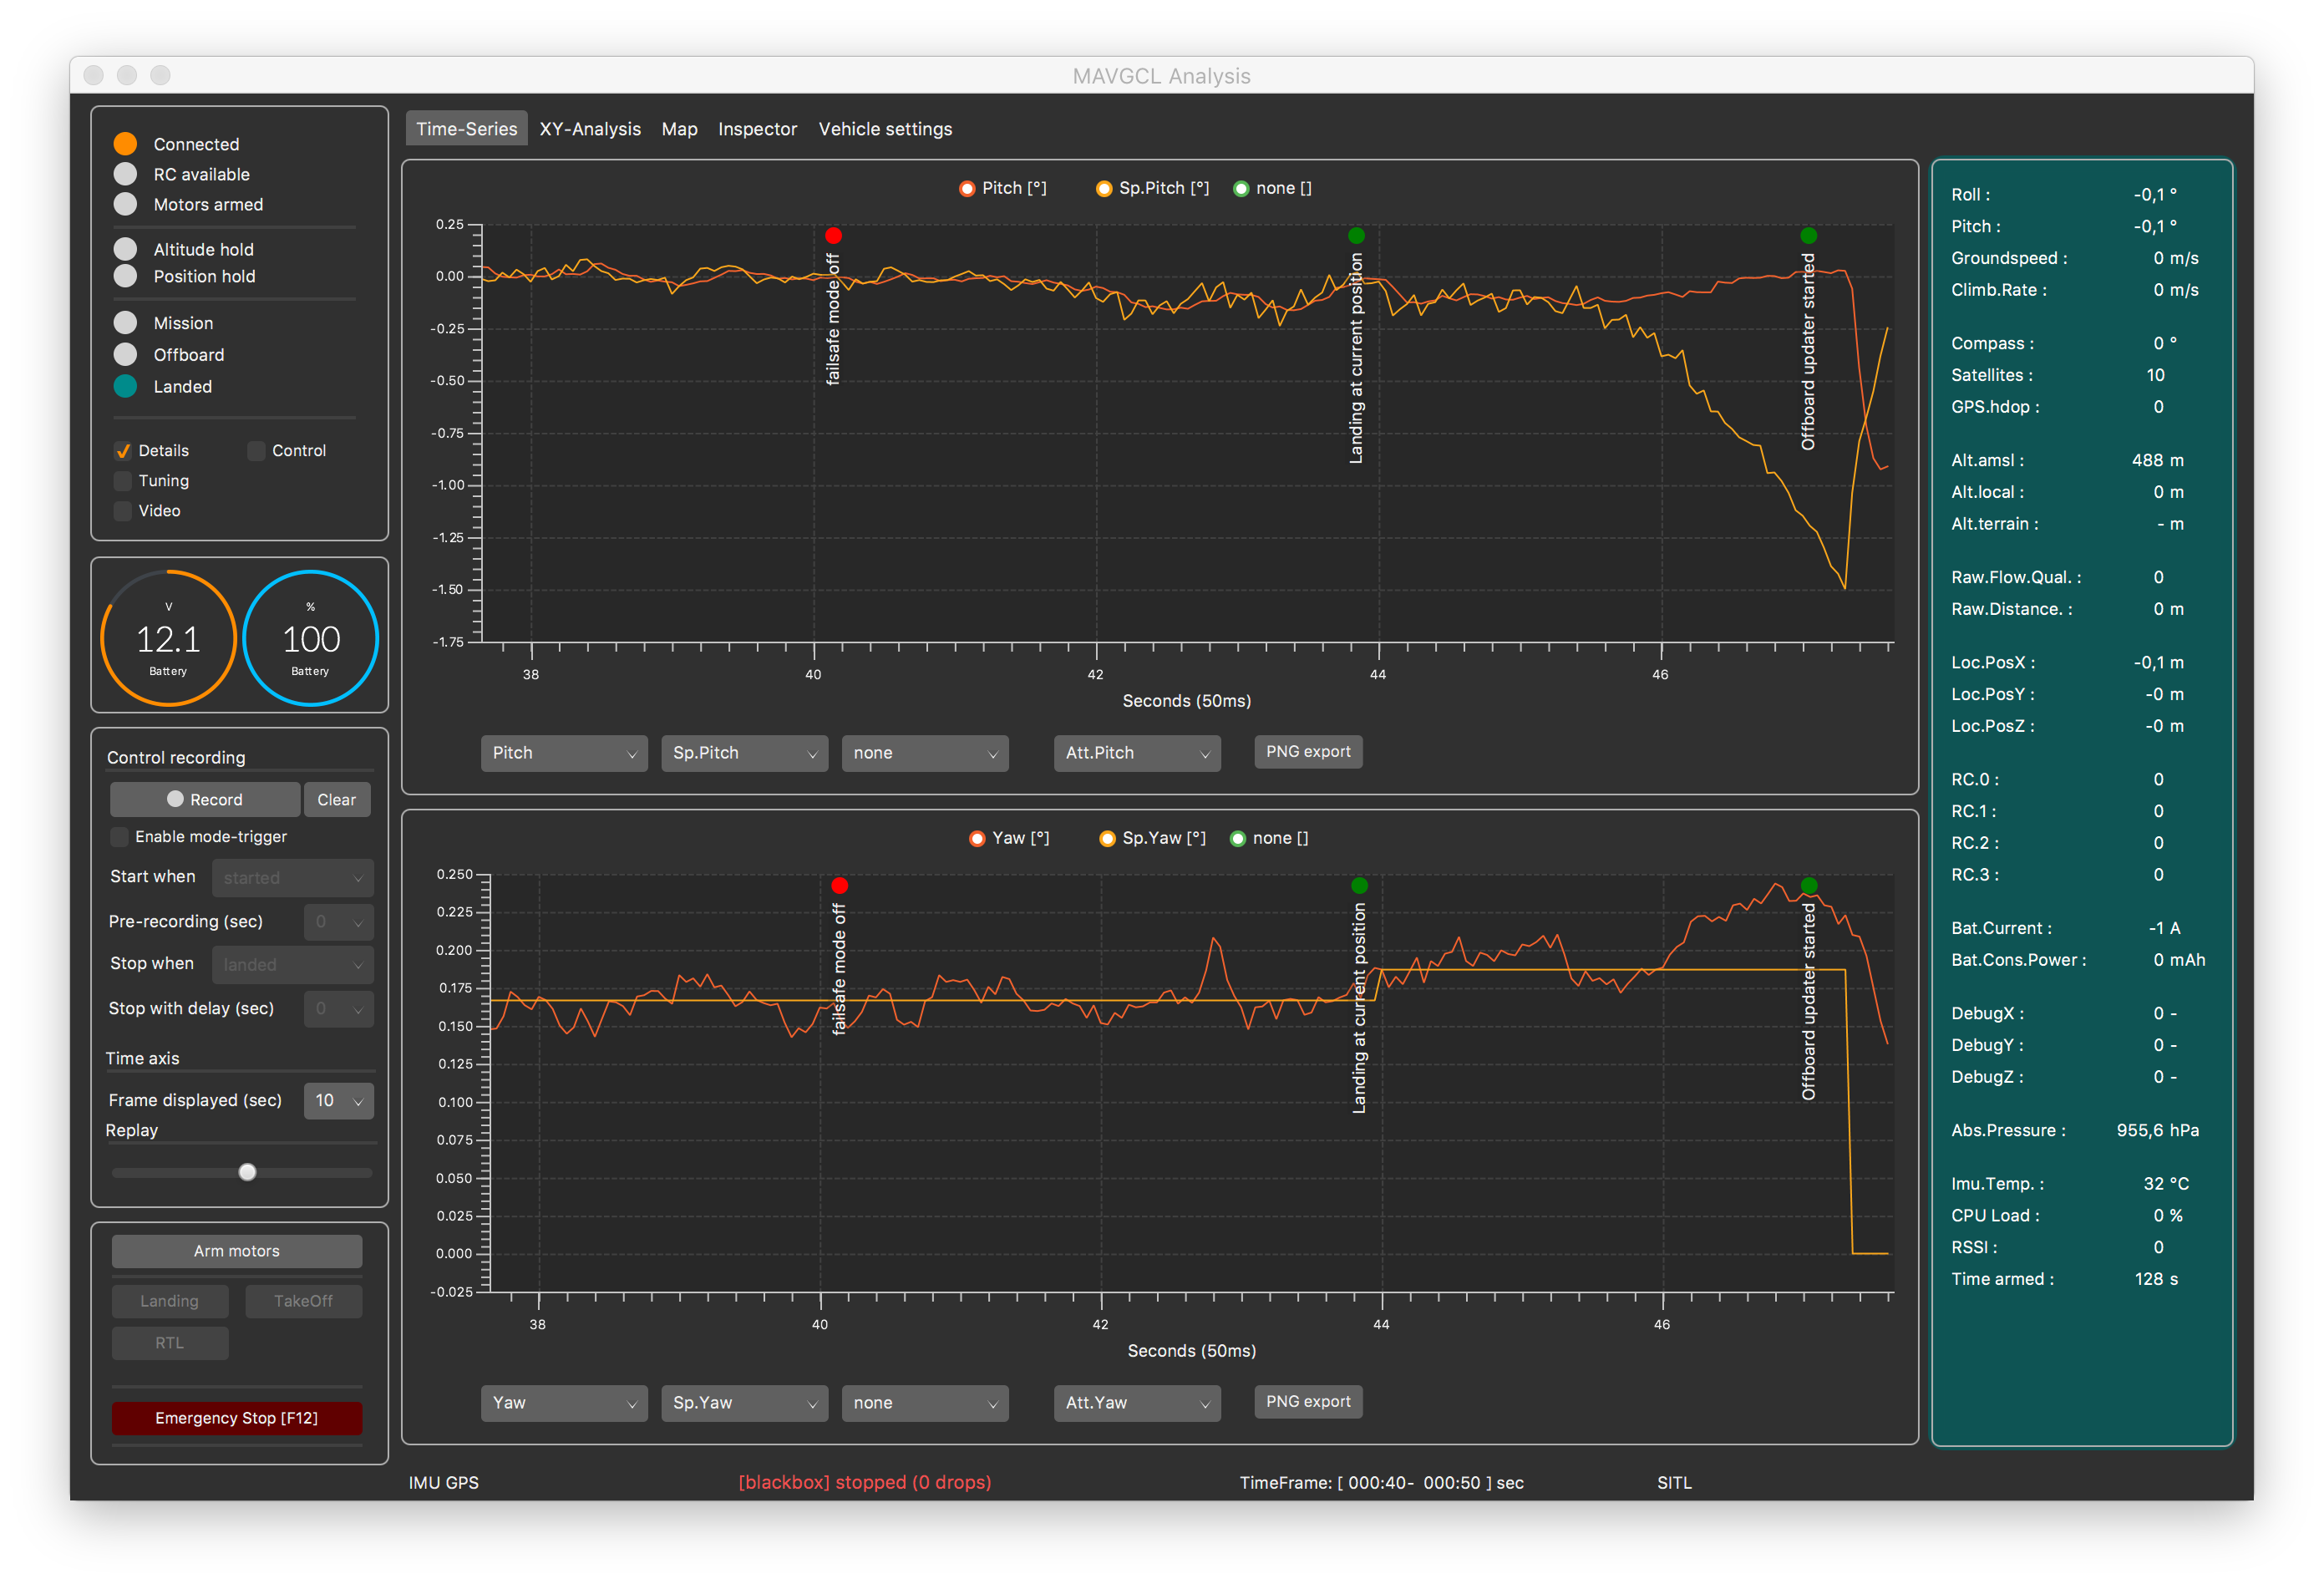 MAVGCL Analysis
Connected
RC available
Motors armed
Altitude hold
Position hold
Mission
Offboard
Landed
Details Control
Tuning
Video
V
12.1
Battery
%
100
Battery
Control recording
Record Clear
Enable mode-trigger
Start when started
Pre-recording (sec) 0
Stop when landed
Stop with delay (sec) 0
Time axis
Frame displayed (sec) 10
Replay
Arm motors
Landing TakeOff
RTL
Emergency Stop [F12]
Time-Series XY-Analysis Map Inspector Vehicle settings
Pitch [°] Sp.Pitch [°] none []
0.25
0.00
-0.25
-0.50
-0.75
-1.00
-1.25
-1.50
-1.75
failsafe mode off
Landing at current position
Offboard updater started
38 40 42 44 46
Seconds (50ms)
Pitch Sp.Pitch none Att.Pitch PNG export
Yaw [°] Sp.Yaw [°] none []
0.250
0.225
0.200
0.175
0.150
0.125
0.100
0.075
0.050
0.025
0.000
-0.025
failsafe mode off
Landing at current position
Offboard updater started
38 40 42 44 46
Seconds (50ms)
Yaw Sp.Yaw none Att.Yaw PNG export
Roll : -0,1 °
Pitch : -0,1 °
Groundspeed : 0 m/s
Climb.Rate : 0 m/s
Compass : 0 °
Satellites : 10
GPS.hdop : 0
Alt.amsl : 488 m
Alt.local : 0 m
Alt.terrain : - m
Raw.Flow.Qual. : 0
Raw.Distance. : 0 m
Loc.PosX : -0,1 m
Loc.PosY : -0 m
Loc.PosZ : -0 m
RC.0 : 0
RC.1 : 0
RC.2 : 0
RC.3 : 0
Bat.Current : -1 A
Bat.Cons.Power : 0 mAh
DebugX : 0 -
DebugY : 0 -
DebugZ : 0 -
Abs.Pressure : 955,6 hPa
Imu.Temp. : 32 °C
CPU Load : 0 %
RSSI : 0
Time armed : 128 s
IMU GPS [blackbox] stopped (0 drops) TimeFrame: [ 000:40- 000:50 ] sec SITL